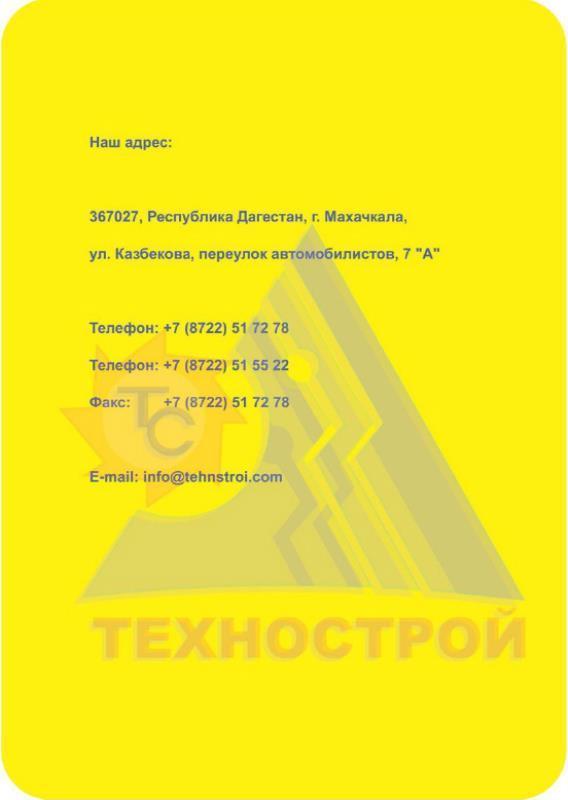 Наш адрес:
367027, Республика Дагестан, г. Махачкала,
ул. Казбекова, переулок автомобилистов, 7 "А"
Телефон: +7 (8722) 51 72 78
Телефон: +7 (8722) 51 55 22
Факс: +7 (8722) 51 72 78
ТС
E-mail: info@tehnstroi.com
ТЕХНОСТРОЙ